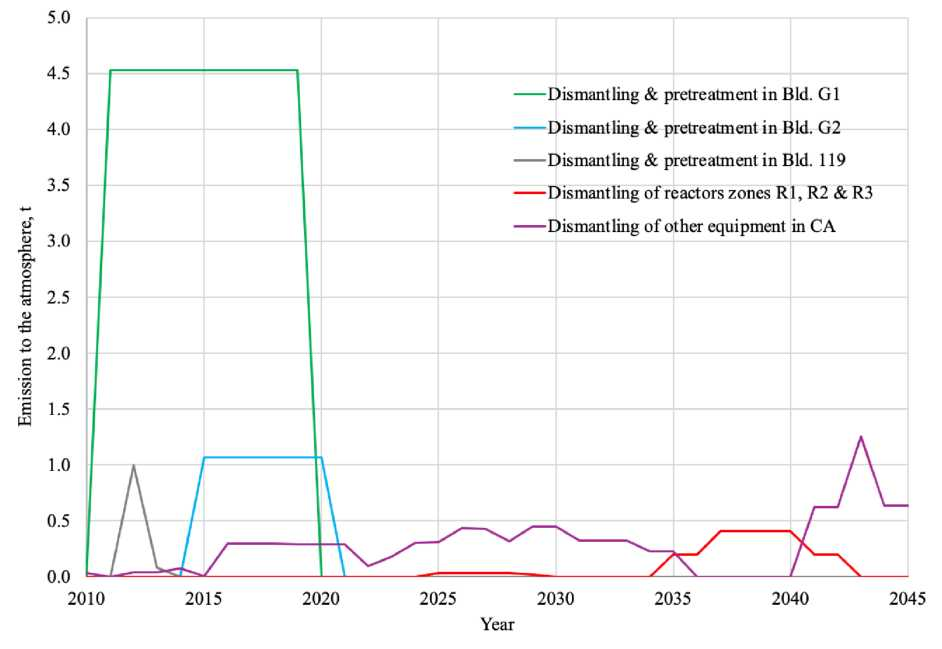 5.0
4.5
4.0
3.5
3.0
2.5
2.0
1.5
1.0
0.5
0.0
Emission to the atmosphere, t
Dismantling & pretreatment in Bld. G1
Dismantling & pretreatment in Bld. G2
Dismantling & pretreatment in Bld. 119
Dismantling of reactors zones R1, R2 & R3
Dismantling of other equipment in CA
2010 2015 2020 2025 2030 2035 2040 2045
Year